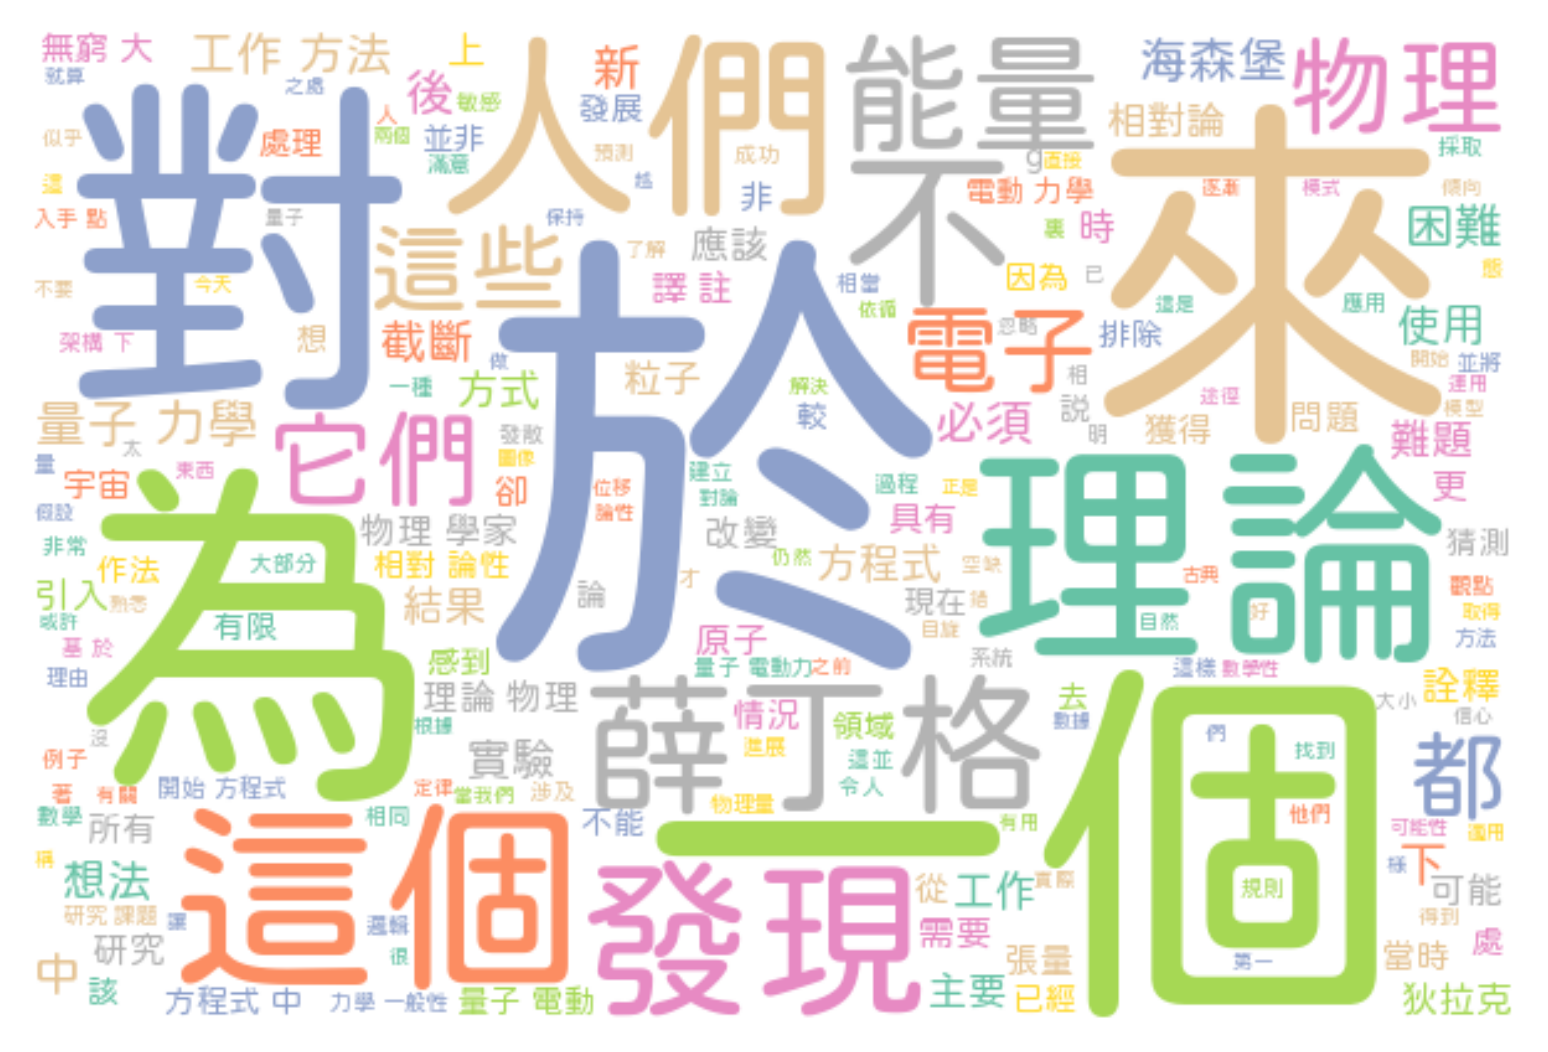 無窮 大
工作 方法
上
新
人們
能量
海森堡
物理
就算
之處
後
敏感
發展
對
人
兩個
並非
相對論
似乎
處理
滿意
預測
成功
g
直接
採取
不
來
這
越
非
電動 力學
逐漸
模式
傾向
入手 點
量子
保持
裏
時
困難
這些
了解
應該
因為
已
態
不要
今天
譯 註
相當
依循
這是
應用
使用
架構 下
想
截斷
於
電子
忽略
排除
做
開始
並將
一種
方式
粒子
解決
相
途徑
運用
量子 力學
它們
較
必須
説
獲得
問題
模型
太
發散
明
難題
量
宇宙
東西
圖像
卻
位移
建立
過程
正是
理論
更
假設
為
物理 學家
論性
對論
具有
改變
猜測
非常
作法
大部分
相對 論性
仍然
方程式
空缺
古典
觀點
引入
熟悉
結果
論
才
現在
好
取得
或許
有限
目旋
自然
方法
基 於
感到
原子
系統
理由
量子 電動力
之前
這樣
數學性
理論 物理
薛丁格
去
個
大小
詮釋
信心
沒
根據
情況
領域
數據
們
例子
實驗
進展
這並
找到
都
著
有關
開始 方程式
定律
當我們
涉及
物理量
令人
數學
所有
這個
相同
不能
一
有用
他們
可能性
適用
稱
想法
發現
從
工作
實際
規則
樣
下
可能
研究 課題
讓
邏輯
需要
得到
研究
很
第一
當時
處
中
該
方程式 中
力學 一般性
量子 電動
主要
張量
已經
狄拉克